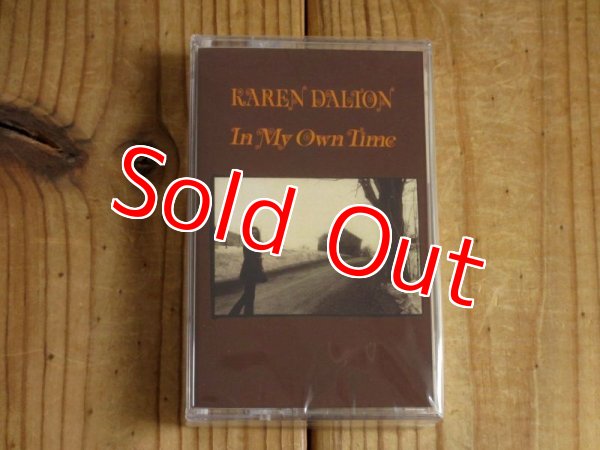 KAREN DALTON
In My Own Time
Sold Out